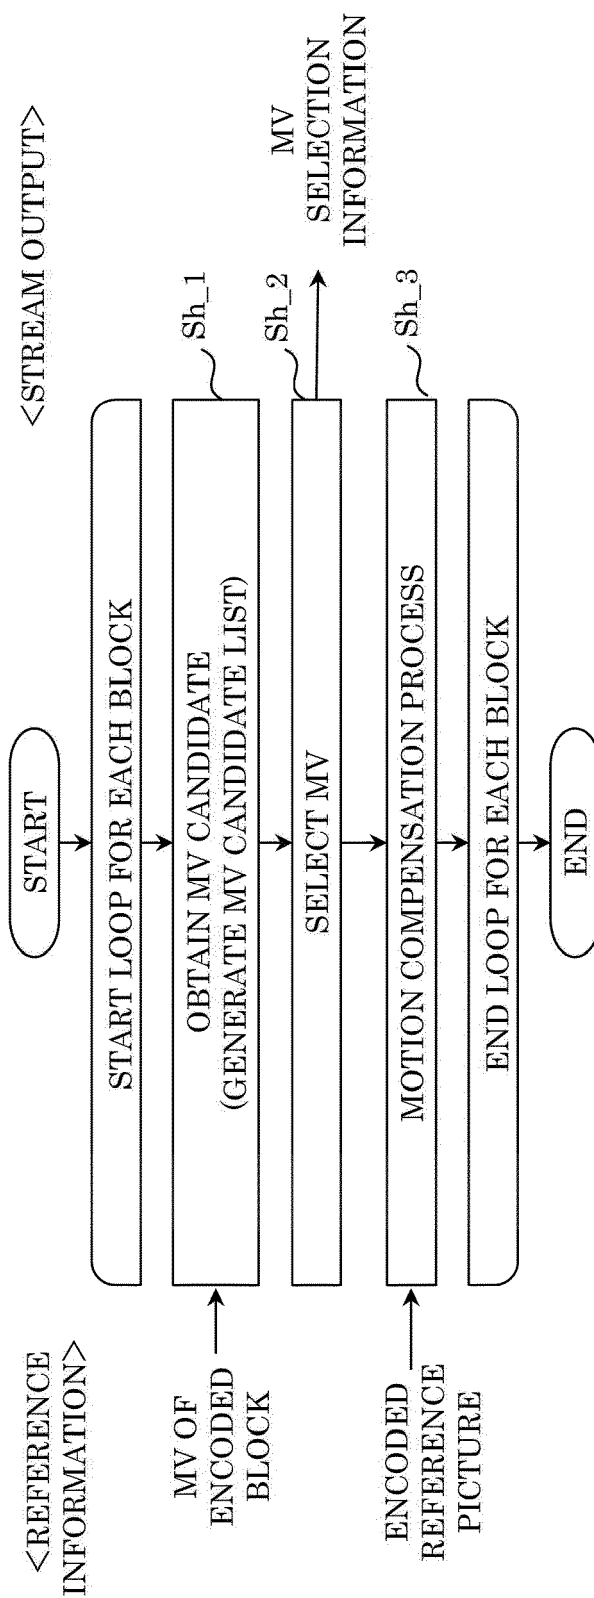 <REFERENCE
INFORMATION>
<STREAM OUTPUT>
START
START LOOP FOR EACH BLOCK
MV OF
ENCODED
BLOCK
OBTAIN MV CANDIDATE
(GENERATE MV CANDIDATE LIST)
Sh_1
SELECT MV
Sh_2
MV
SELECTION
INFORMATION
ENCODED
REFERENCE
PICTURE
MOTION COMPENSATION PROCESS
Sh_3
END LOOP FOR EACH BLOCK
END